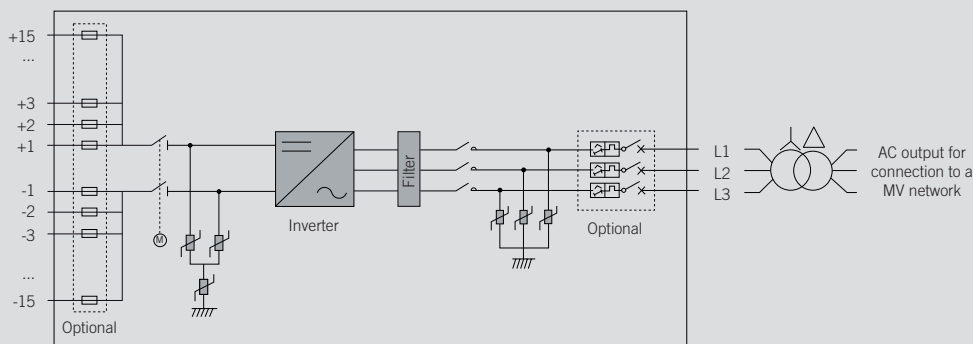 +15
...
+3
+2
+1
-1
-2
-3
...
-15
Optional
M
Inverter
Filter
Optional
L1
L2
L3
AC output for
connection to a
MV network